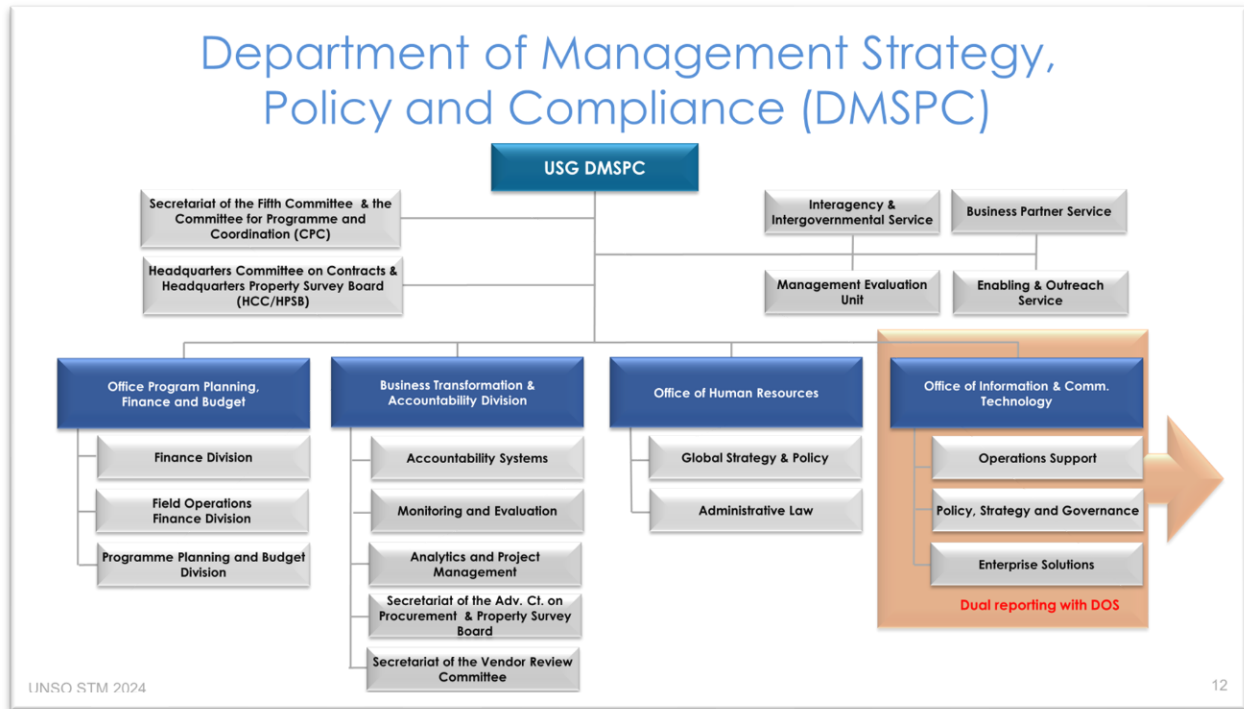 Department of Management Strategy,
Policy and Compliance (DMSPC)
USG DMSPC
Secretariat of the Fifth Committee & the
Committee for Programme and
Coordination (CPC)
Headquarters Committee on Contracts &
Headquarters Property Survey Board
(HCC/HPSB)
Interagency &
Intergovernmental Service
Business Partner Service
Management Evaluation
Unit
Enabling & Outreach
Service
Office Program Planning,
Finance and Budget
Finance Division
Field Operations
Finance Division
Programme Planning and Budget
Division
Business Transformation &
Accountability Division
Accountability Systems
Monitoring and Evaluation
Analytics and Project
Management
Secretariat of the Adv. Ct. on
Procurement & Property Survey
Board
Secretariat of the Vendor Review
Committee
Office of Human Resources
Global Strategy & Policy
Administrative Law
Office of Information & Comm.
Technology
Operations Support
Policy, Strategy and Governance
Enterprise Solutions
Dual reporting with DOS
UNSO STM 2024
12